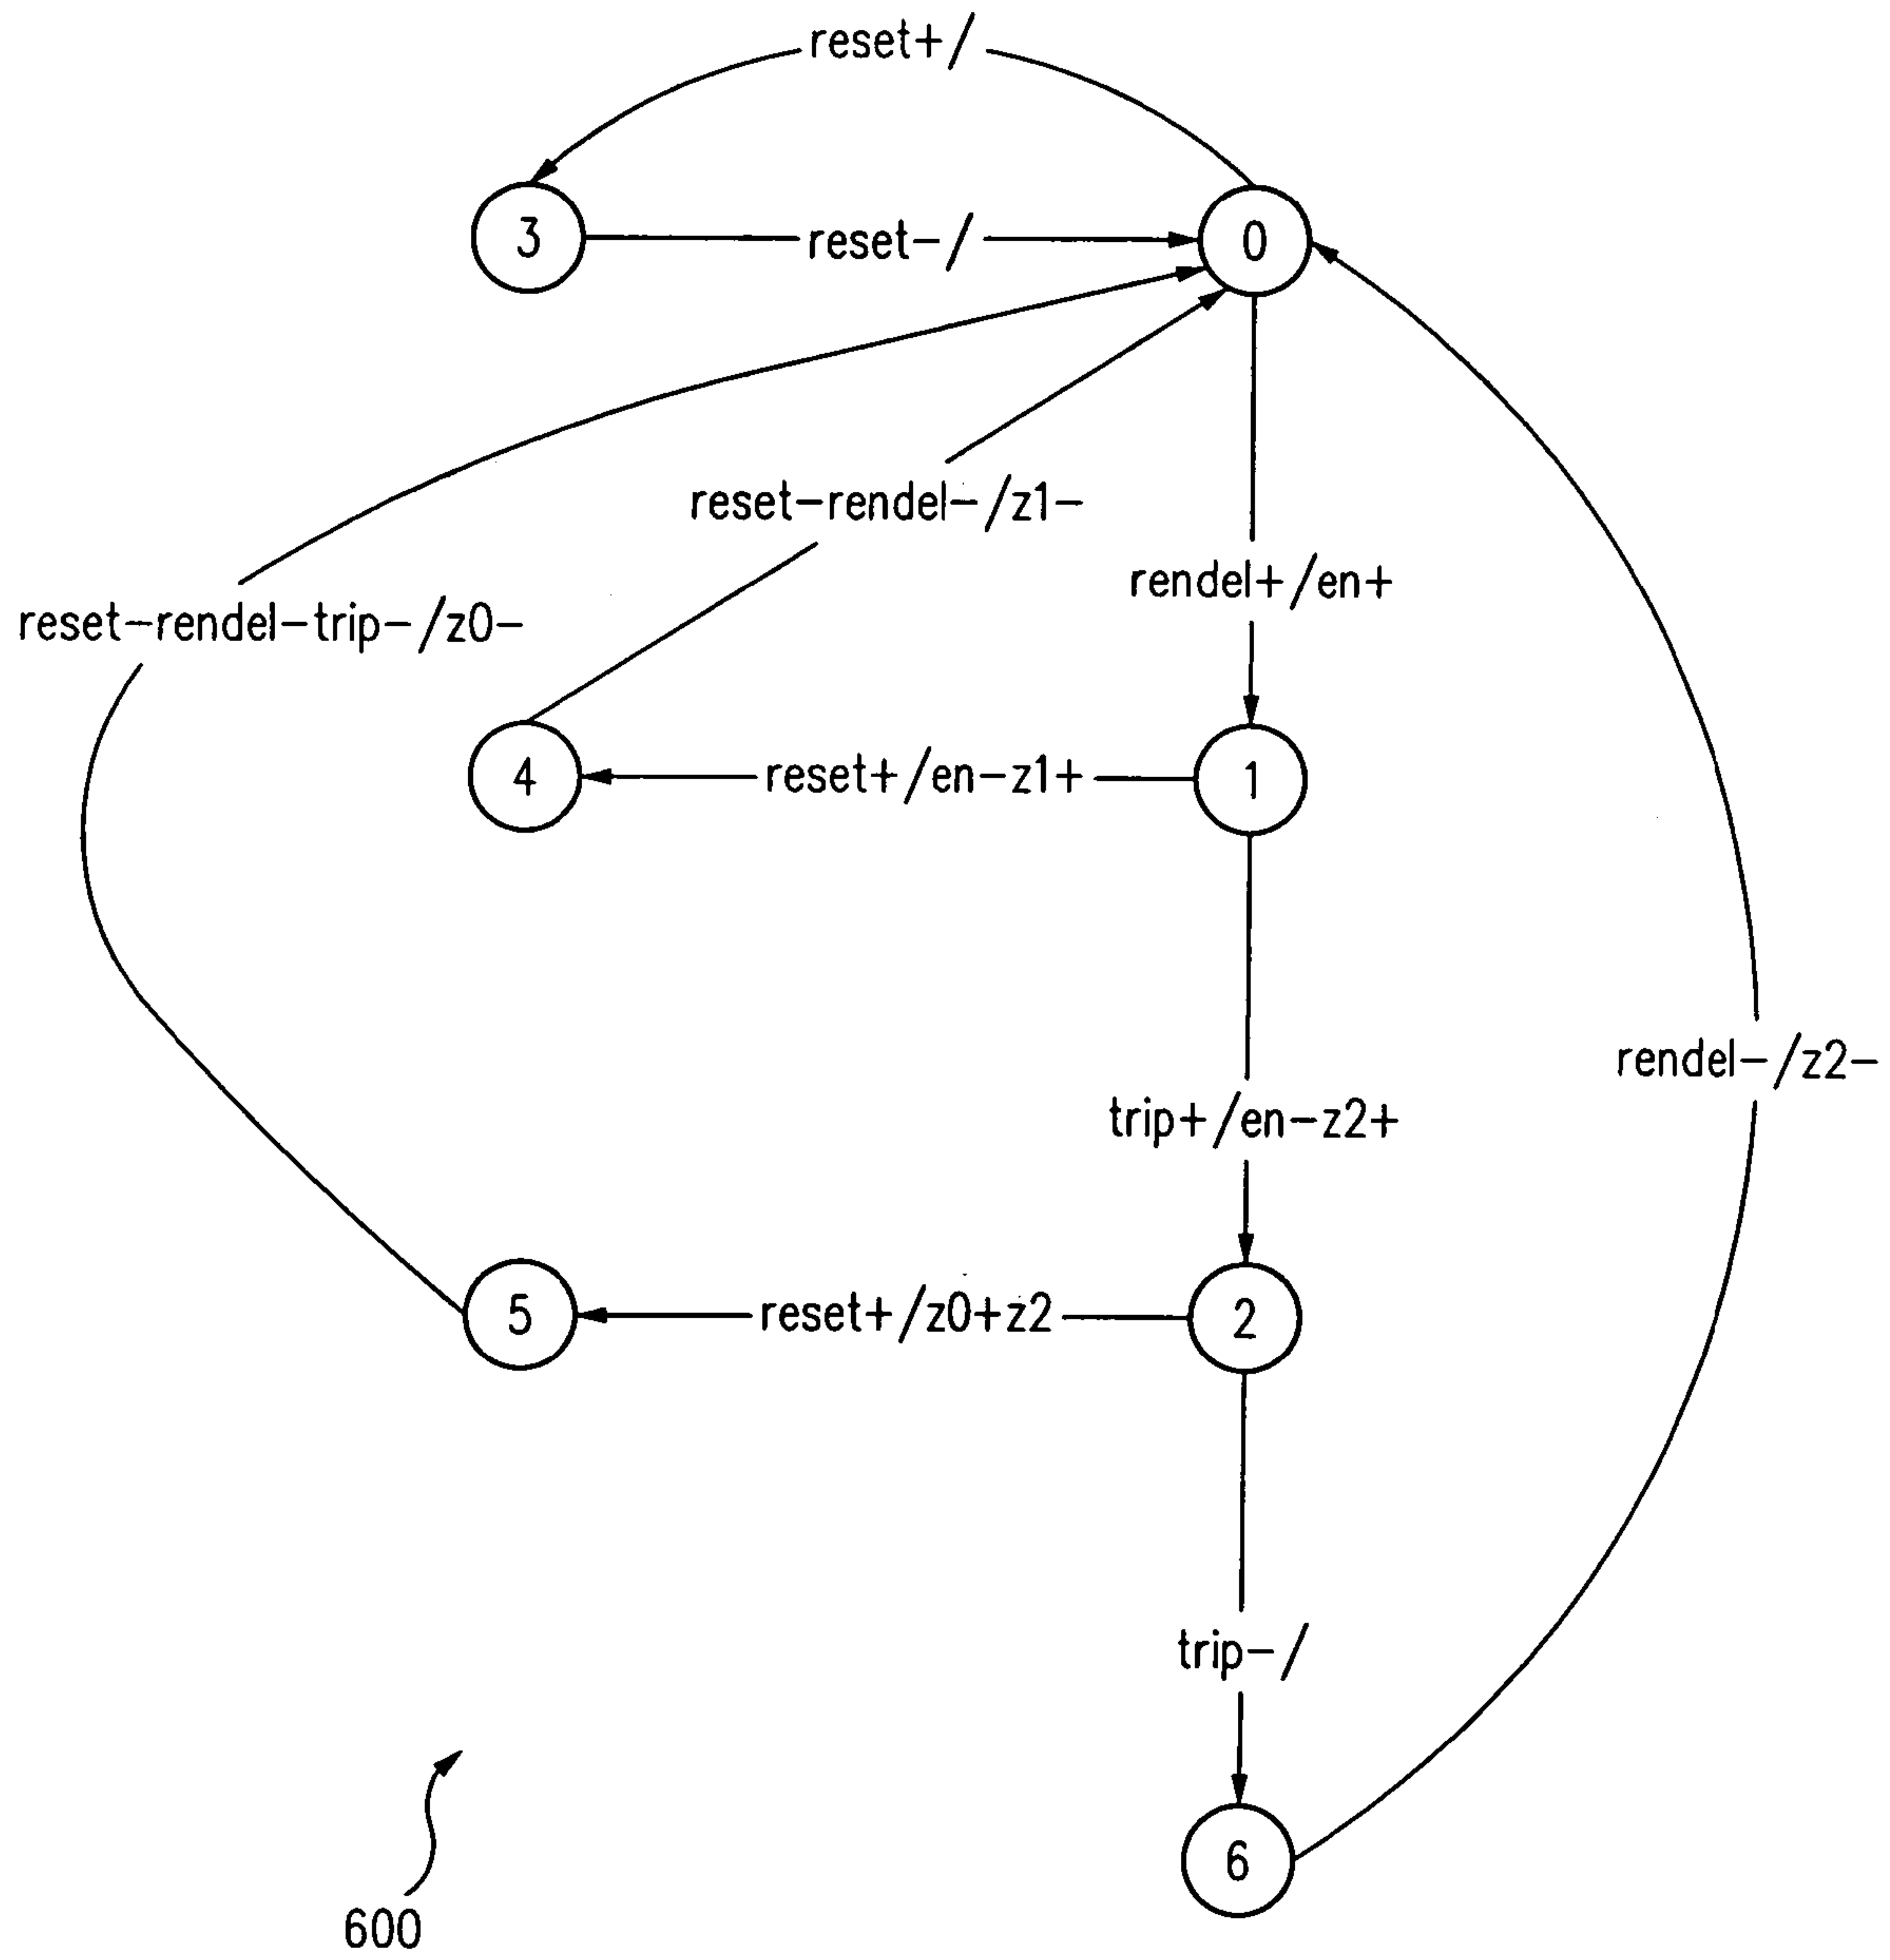 reset+/
3
reset-/
0
reset-rendel-/z1-
rendel+/en+
reset-rendel-trip-/z0-
4
reset+/en-z1+
1
rendel-/z2-
trip+/en-z2+
5
reset+/z0+z2
2
trip-/
6
600